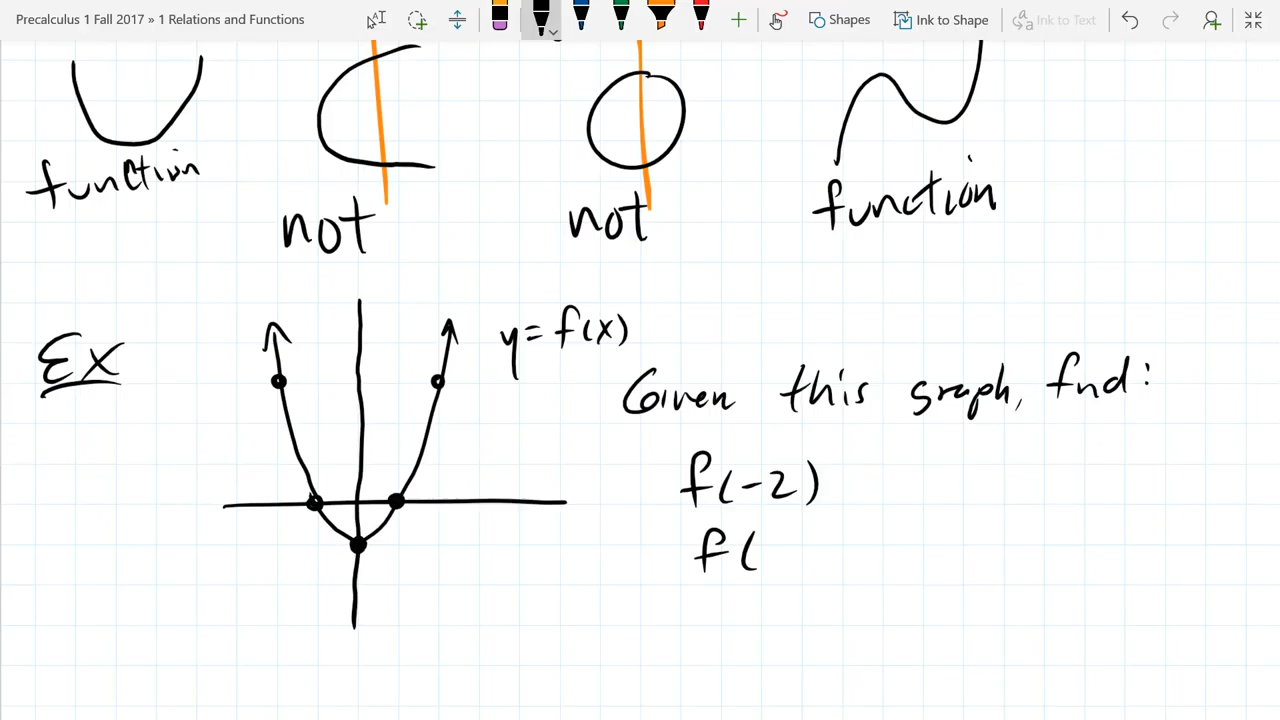 Precalculus 1 Fall 2017 » 1 Relations and Functions
Shapes
Ink to Shape
Ink to Text
function
not
not
function
Ex
y = f(x)
Given this graph, find:
f(-2)
f(